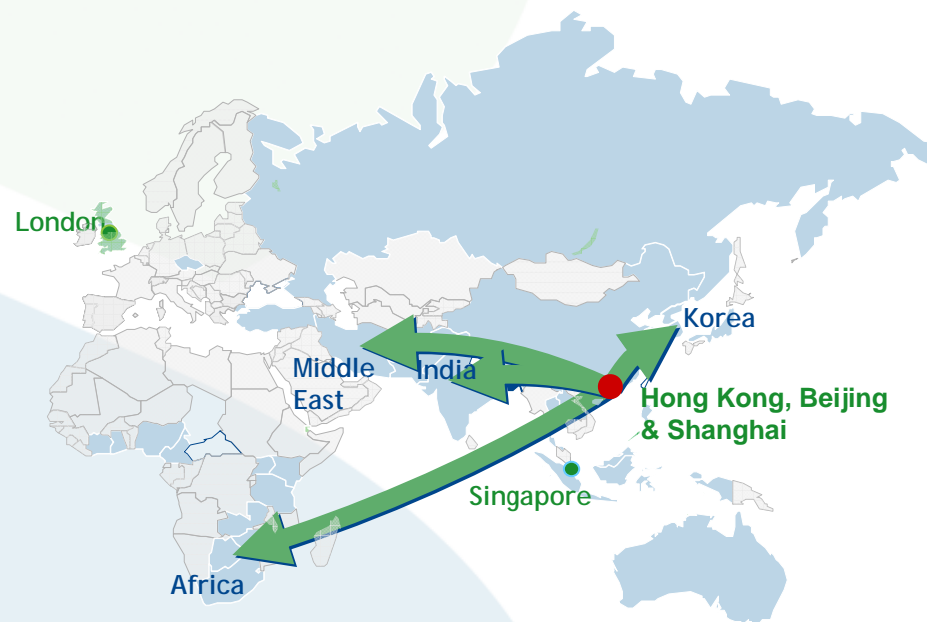 London
Korea
Middle
East
India
Hong Kong, Beijing
& Shanghai
Singapore
Africa